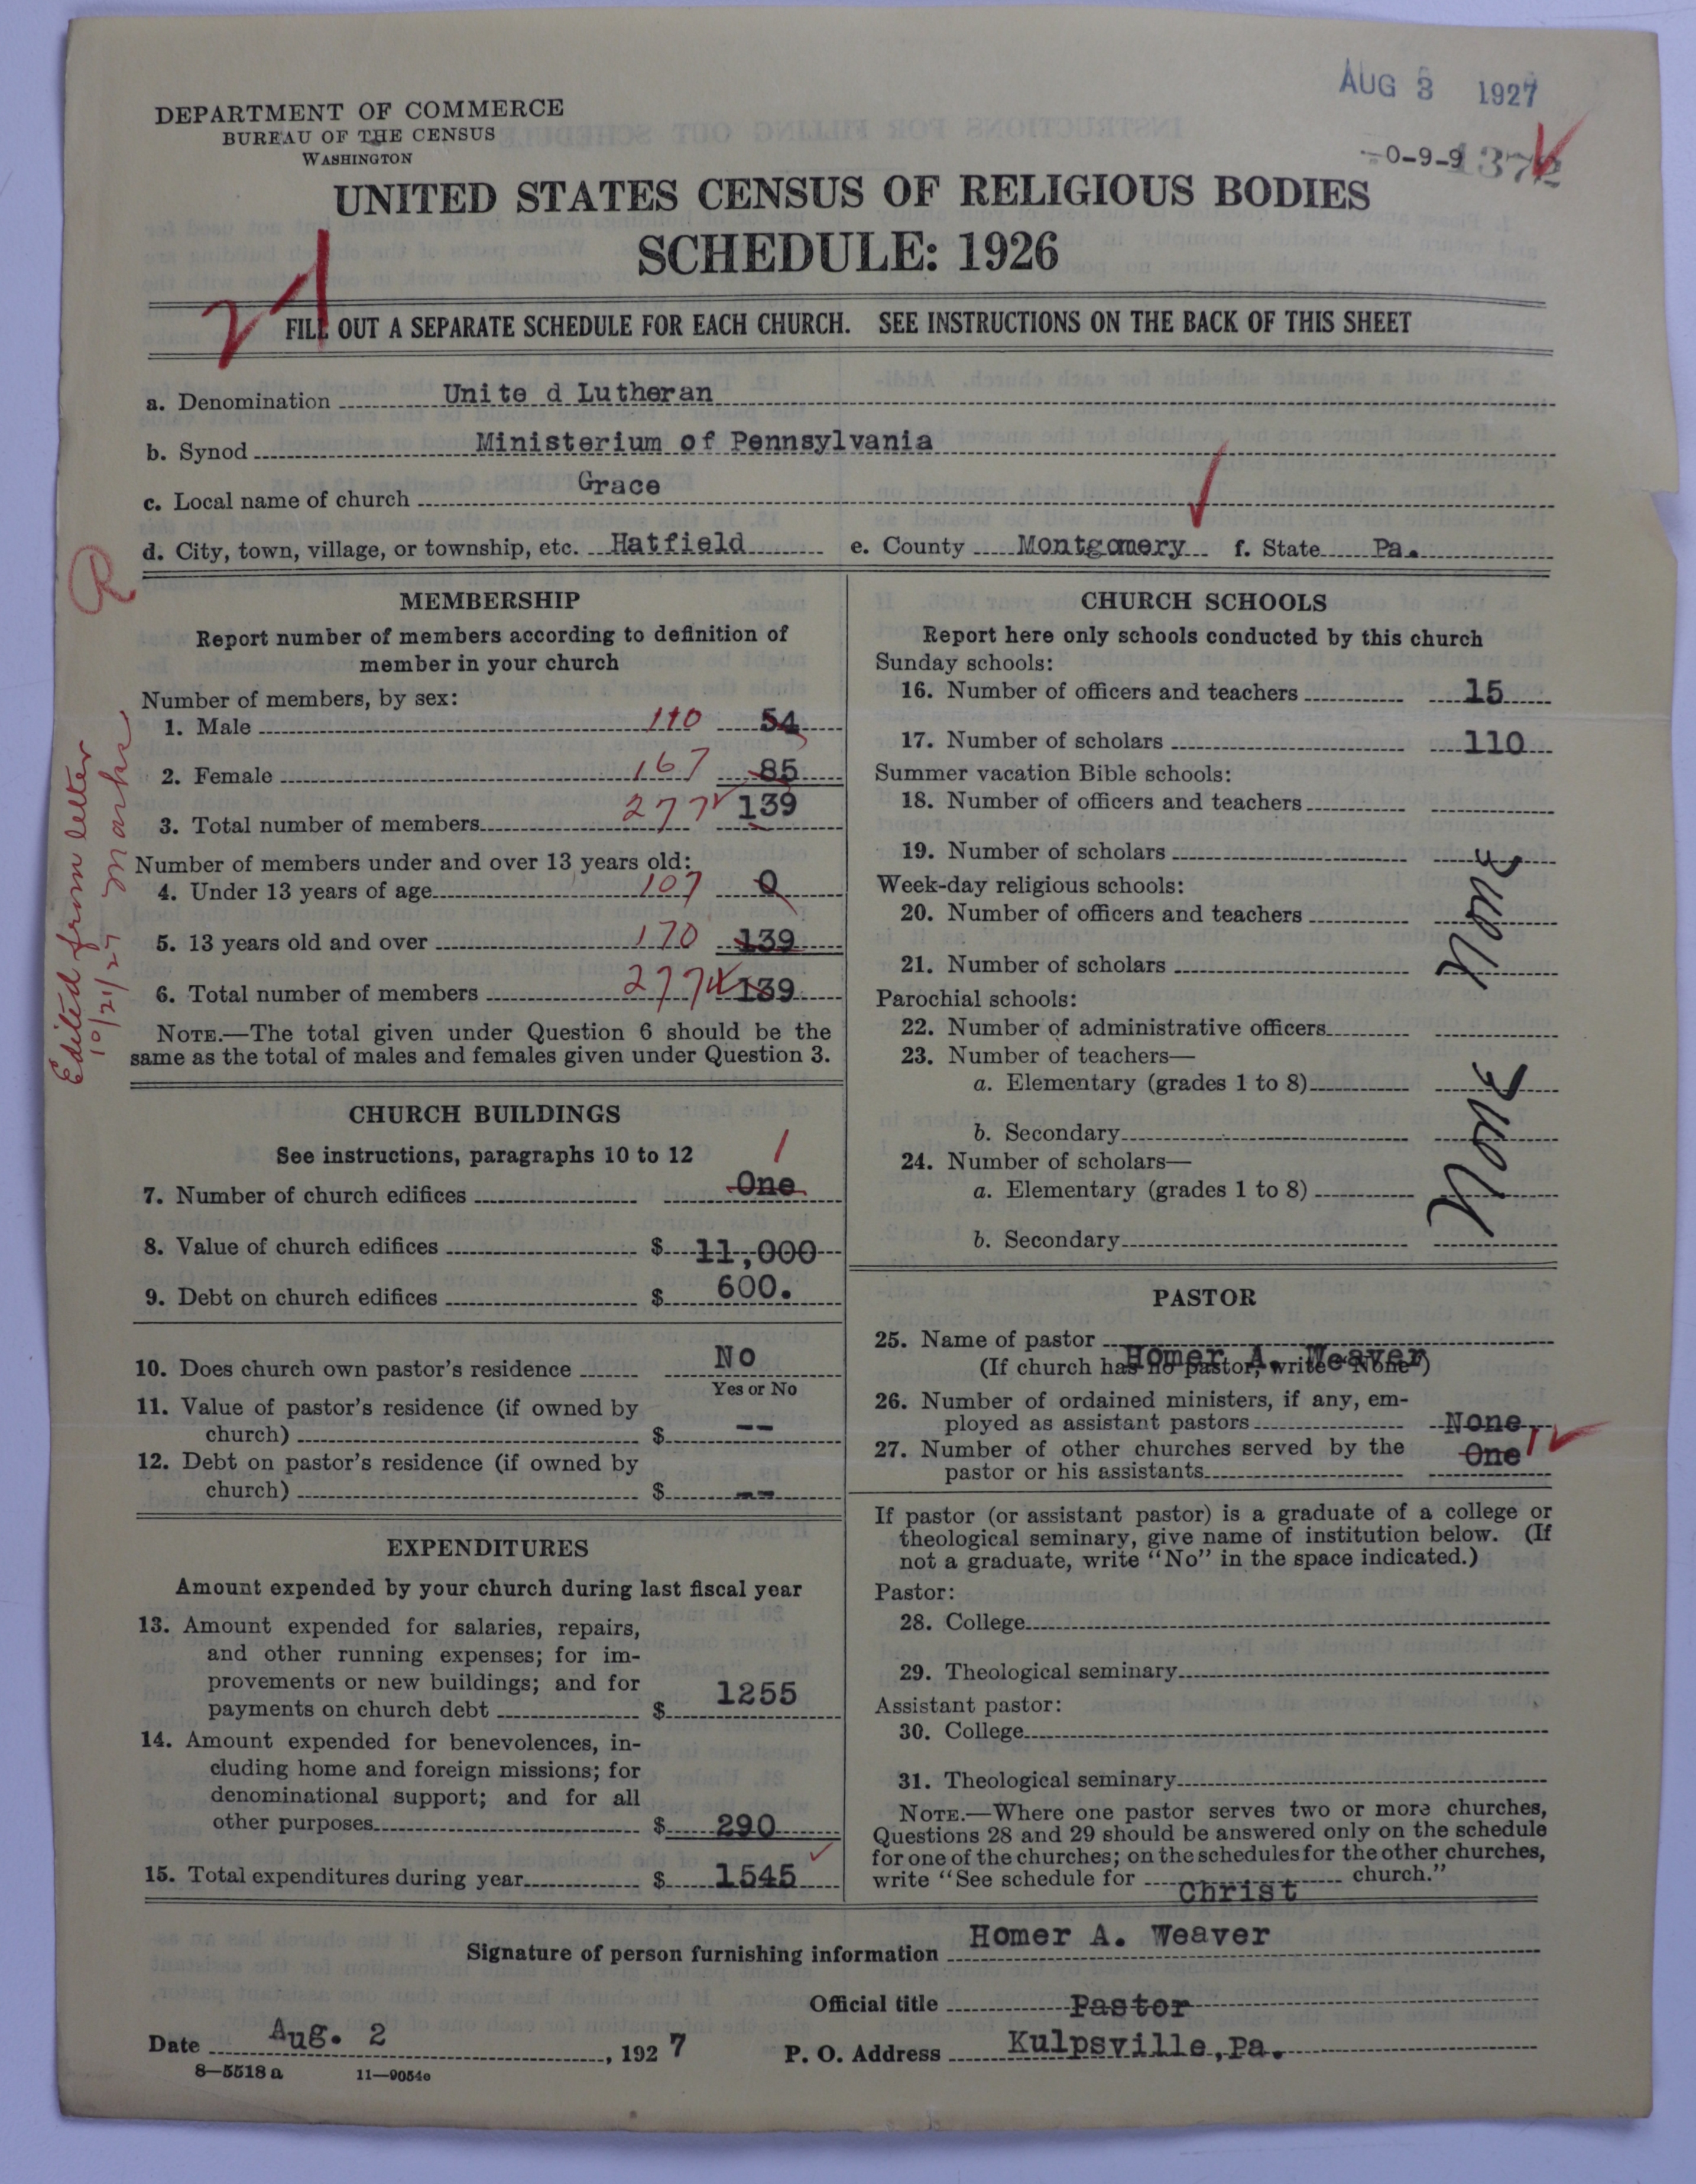 AUG 3 1927
DEPARTMENT OF COMMERCE
BUREAU OF THE CENSUS
WASHINGTON
0-9-9 1372
UNITED STATES CENSUS OF RELIGIOUS BODIES
SCHEDULE: 1926
FILL OUT A SEPARATE SCHEDULE FOR EACH CHURCH. SEE INSTRUCTIONS ON THE BACK OF THIS SHEET
a. Denomination Unite d Lutheran
b. Synod Ministerium of Pennsylvania
c. Local name of church Grace
d. City, town, village, or township, etc. Hatfield e. County Montgomery f. State Pa.
R
Edited from letter
10/21/27 Marks
MEMBERSHIP
Report number of members according to definition of
member in your church
Number of members, by sex:
1. Male 110 54
2. Female 167 85
3. Total number of members 277 139
Number of members under and over 13 years old:
4. Under 13 years of age 107 0
5. 13 years old and over 170 139
6. Total number of members 277 139
NOTE.—The total given under Question 6 should be the
same as the total of males and females given under Question 3.
CHURCH BUILDINGS
See instructions, paragraphs 10 to 12
1
7. Number of church edifices One
8. Value of church edifices $ 11,000
9. Debt on church edifices $ 600.
10. Does church own pastor's residence No
Yes or No
11. Value of pastor's residence (if owned by
church) $ --
12. Debt on pastor's residence (if owned by
church) $ --
EXPENDITURES
Amount expended by your church during last fiscal year
13. Amount expended for salaries, repairs,
and other running expenses; for im-
provements or new buildings; and for
payments on church debt $ 1255
14. Amount expended for benevolences, in-
cluding home and foreign missions; for
denominational support; and for all
other purposes $ 290
15. Total expenditures during year $ 1545
CHURCH SCHOOLS
Report here only schools conducted by this church
Sunday schools:
16. Number of officers and teachers 15
17. Number of scholars 110
Summer vacation Bible schools:
18. Number of officers and teachers
19. Number of scholars
Week-day religious schools:
20. Number of officers and teachers
None
21. Number of scholars
Parochial schools:
22. Number of administrative officers
23. Number of teachers—
a. Elementary (grades 1 to 8)
b. Secondary
None
24. Number of scholars—
a. Elementary (grades 1 to 8)
b. Secondary
PASTOR
25. Name of pastor Homer A. Weaver
(If church has no pastor, write "None")
26. Number of ordained ministers, if any, em-
ployed as assistant pastors None
27. Number of other churches served by the
pastor or his assistants One 1
If pastor (or assistant pastor) is a graduate of a college or
theological seminary, give name of institution below. (If
not a graduate, write "No" in the space indicated.)
Pastor:
28. College
29. Theological seminary
Assistant pastor:
30. College
31. Theological seminary
NOTE.—Where one pastor serves two or more churches,
Questions 28 and 29 should be answered only on the schedule
for one of the churches; on the schedules for the other churches,
write "See schedule for Christ church."
Signature of person furnishing information Homer A. Weaver
Official title Pastor
Date Aug. 2, 1927 P. O. Address Kulpsville, Pa.
8—5518 a 11—9054e